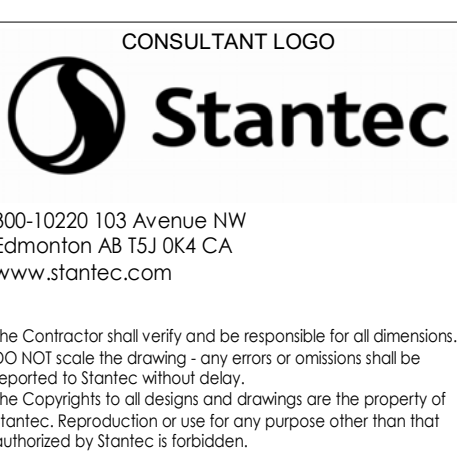 CONSULTANT LOGO
Stantec
300-10220 103 Avenue NW
Edmonton AB T5J 0K4 CA
www.stantec.com
The Contractor shall verify and be responsible for all dimensions.
DO NOT scale the drawing - any errors or omissions shall be
reported to Stantec without delay.
The Copyrights to all designs and drawings are the property of
Stantec. Reproduction or use for any purpose other than that
authorized by Stantec is forbidden.